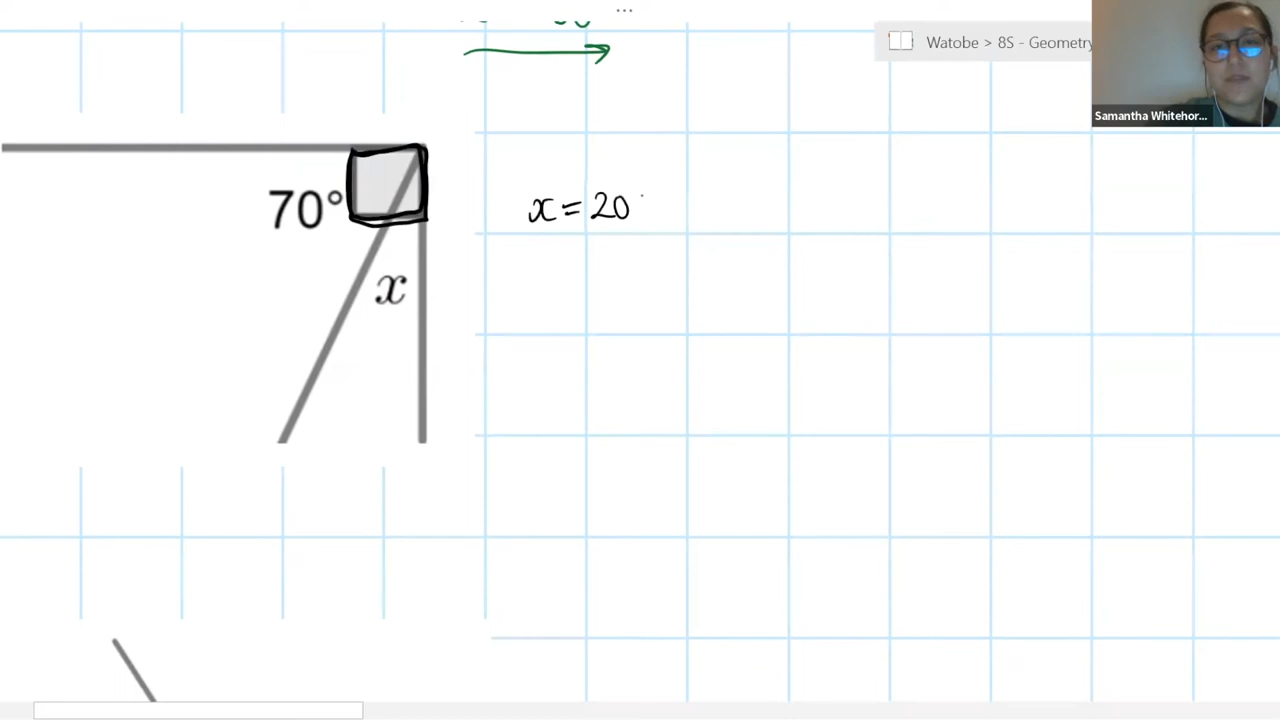 ...
Watobe > 8S - Geometry
Samantha Whitehor...
70°
x = 20
x